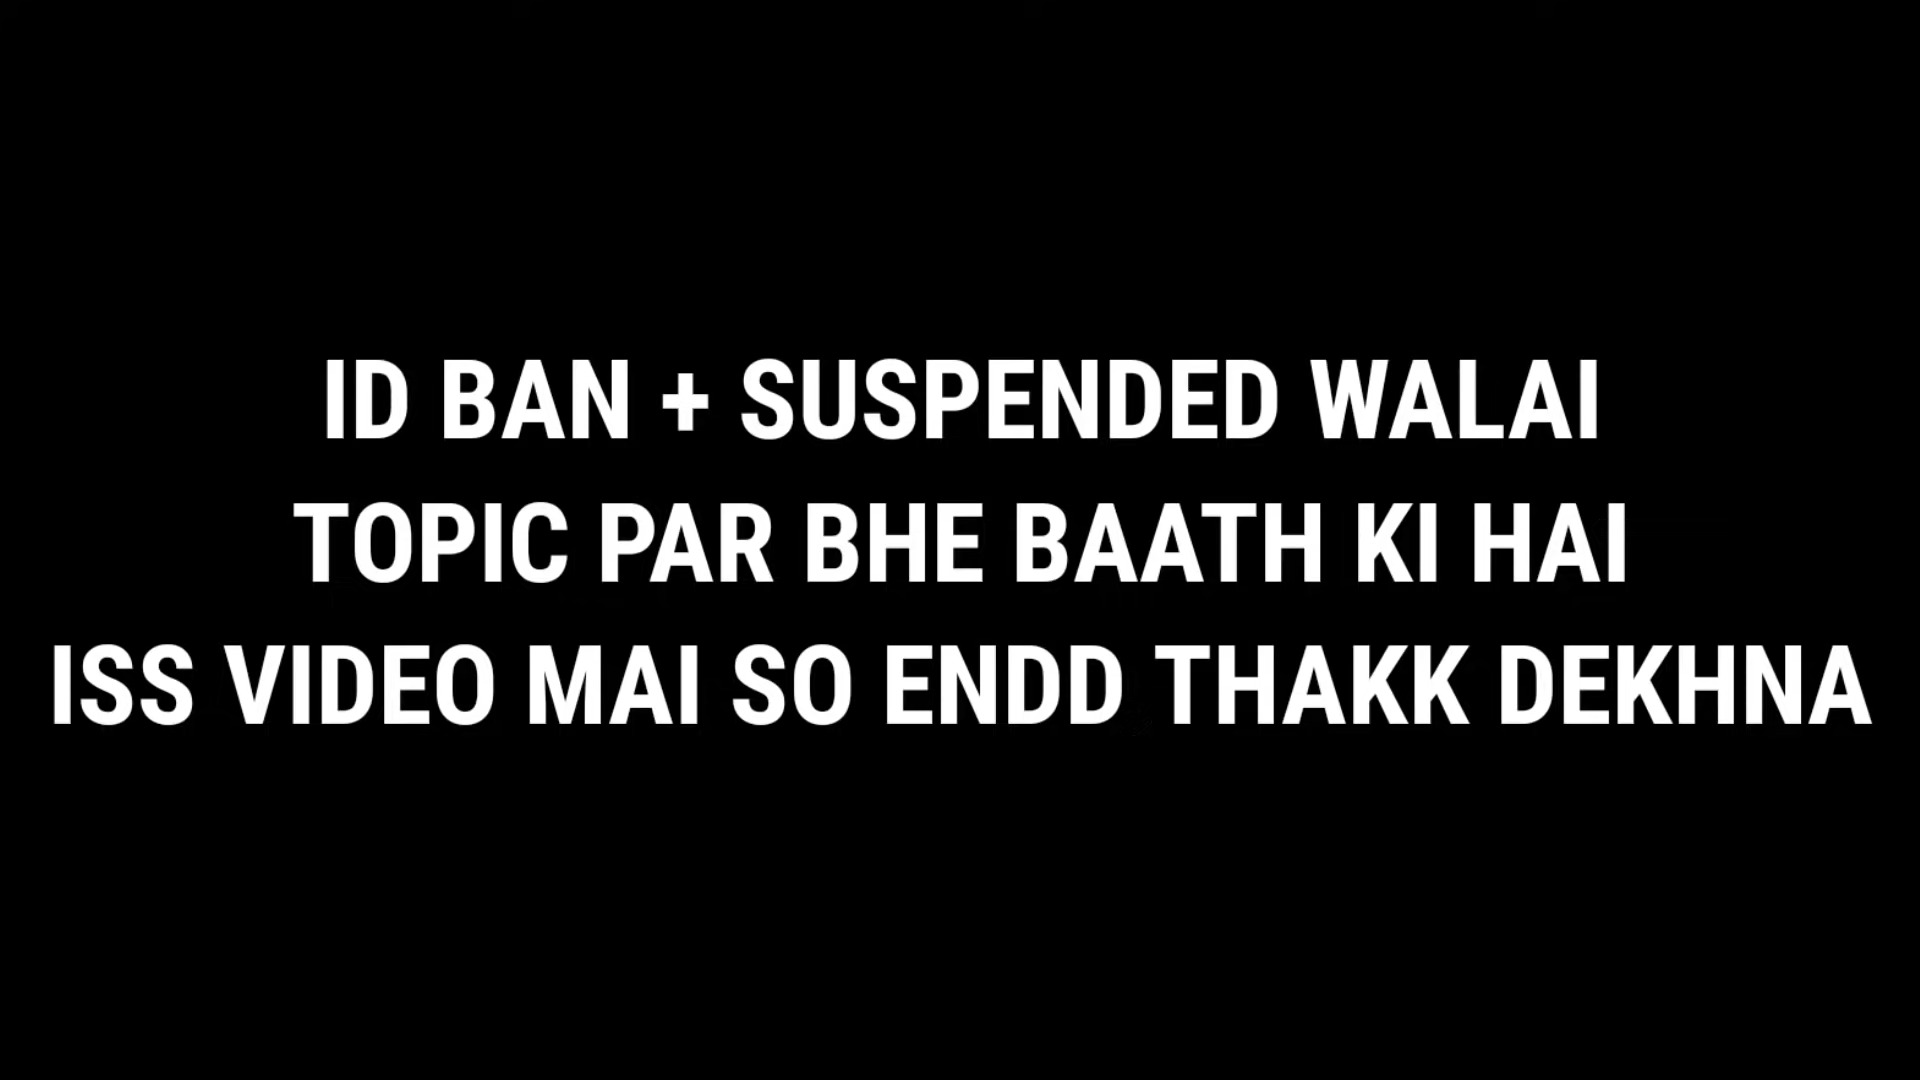 ID BAN + SUSPENDED WALAI
TOPIC PAR BHE BAATH KI HAI
ISS VIDEO MAI SO ENDD THAKK DEKHNA